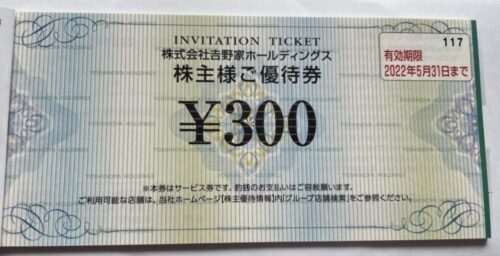 INVITATION TICKET
株式会社𠮷野家ホールディングス
株主様ご優待券
117
有効期限
2022年5月31日まで
¥300
※本券はサービス券です。釣銭のお支払いはご容赦願います。
ご利用可能な店舗は、当社ホームページ【株主優待情報】内「グループ店舗検索」をご参照ください。
YOSHINOYA HOLDINGS